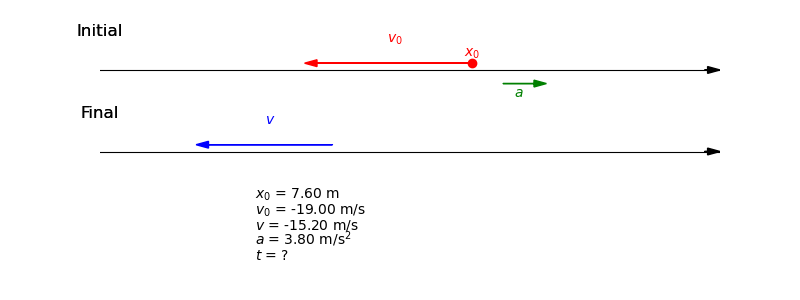 Initial
v₀
x₀
a
Final
v
x₀ = 7.60 m
v₀ = -19.00 m/s
v = -15.20 m/s
a = 3.80 m/s²
t = ?